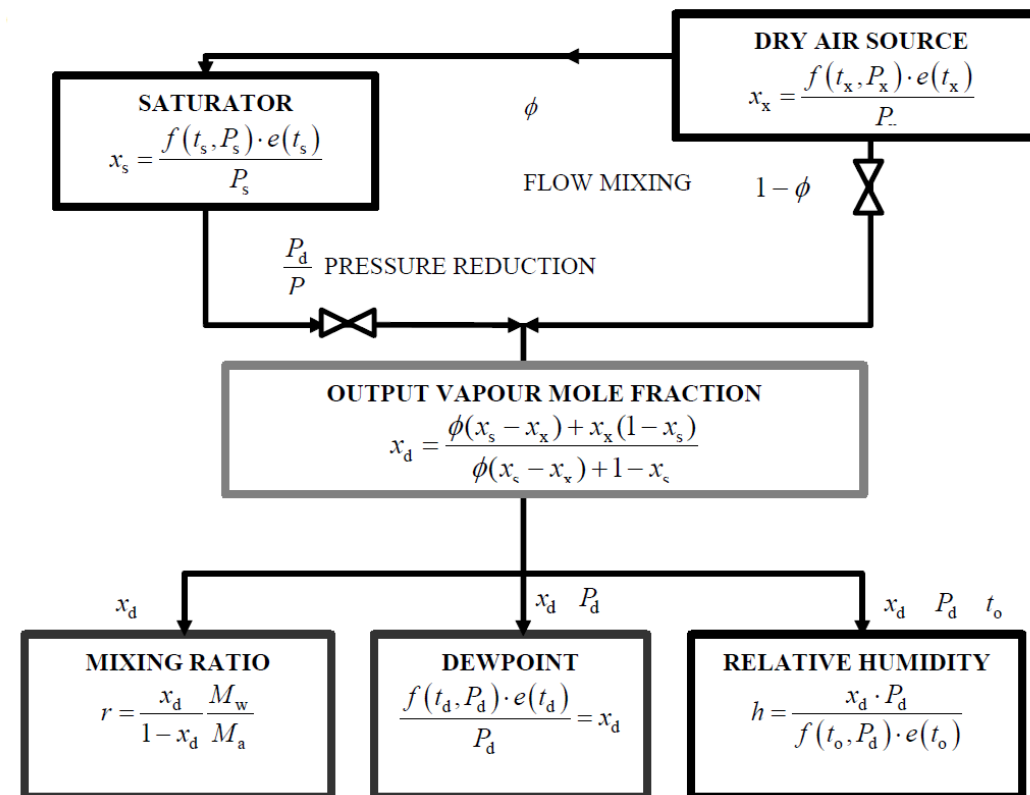 DRY AIR SOURCE
x_x = f(t_x, P_x) · e(t_x) / P
SATURATOR
x_s = f(t_s, P_s) · e(t_s) / P_s
ϕ
FLOW MIXING
1 − ϕ
P_d / P PRESSURE REDUCTION
OUTPUT VAPOUR MOLE FRACTION
x_d = ϕ(x_s − x_x) + x_x(1 − x_s) / ϕ(x_s − x_x) + 1 − x_s
x_d
x_d P_d
x_d P_d t_o
MIXING RATIO
r = x_d / 1 − x_d M_w / M_a
DEWPOINT
f(t_d, P_d) · e(t_d) / P_d = x_d
RELATIVE HUMIDITY
h = x_d · P_d / f(t_o, P_d) · e(t_o)